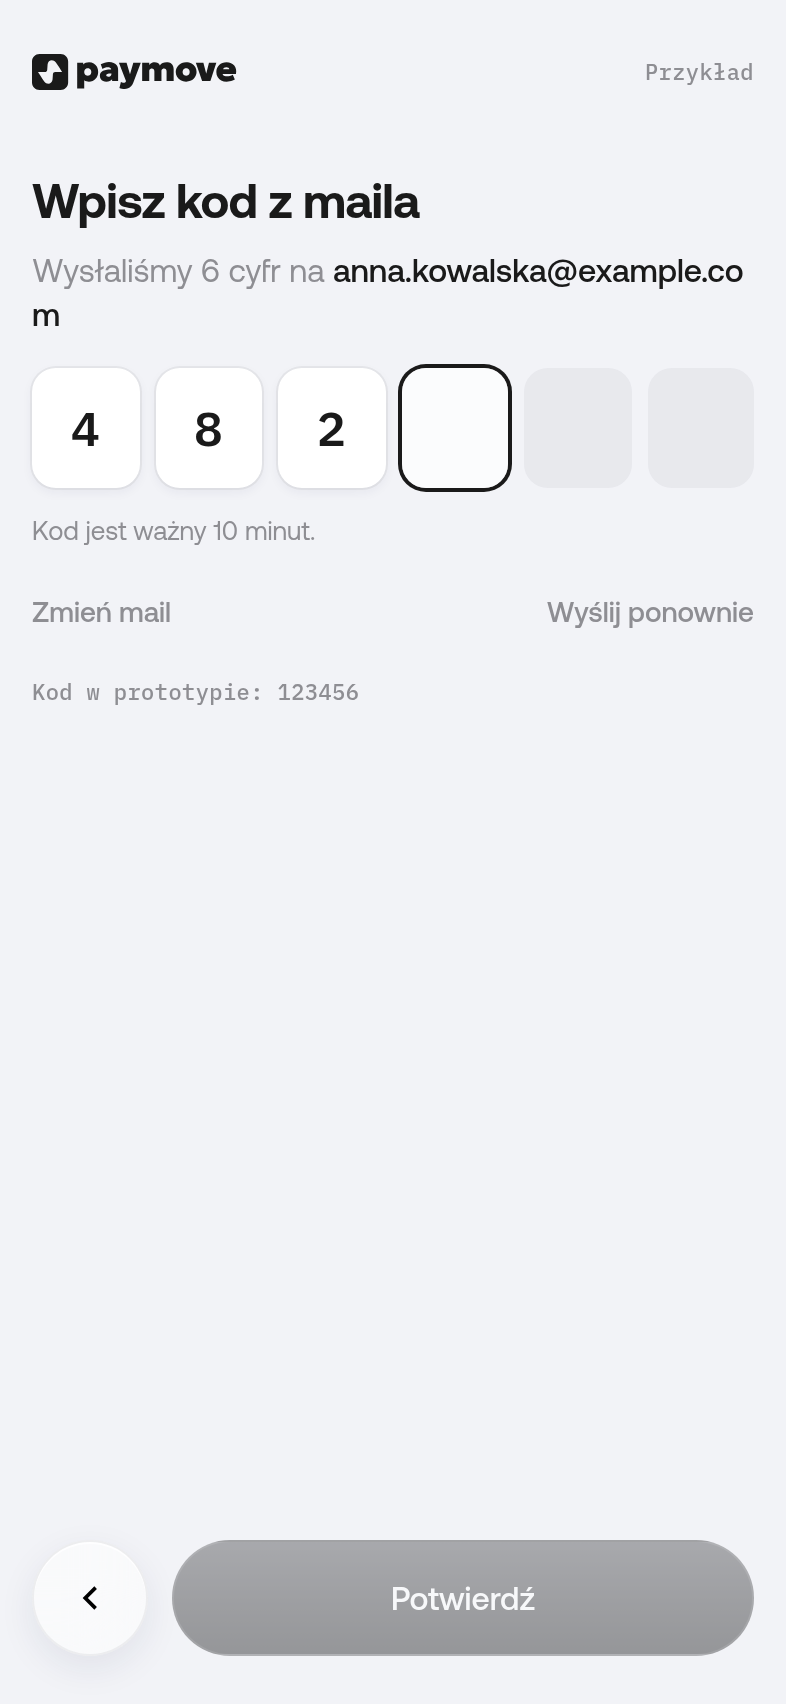 paymove
Przykład
Wpisz kod z maila
Wysłaliśmy 6 cyfr na anna.kowalska@example.co
m
4 8 2
Kod jest ważny 10 minut.
Zmień mail
Wyślij ponownie
Kod w prototypie: 123456
Potwierdź